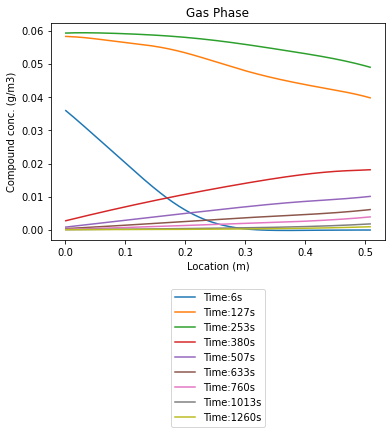 Gas Phase
Compound conc. (g/m3)
0.06
0.05
0.04
0.03
0.02
0.01
0.00
0.0 0.1 0.2 0.3 0.4 0.5
Location (m)
Time:6s
Time:127s
Time:253s
Time:380s
Time:507s
Time:633s
Time:760s
Time:1013s
Time:1260s